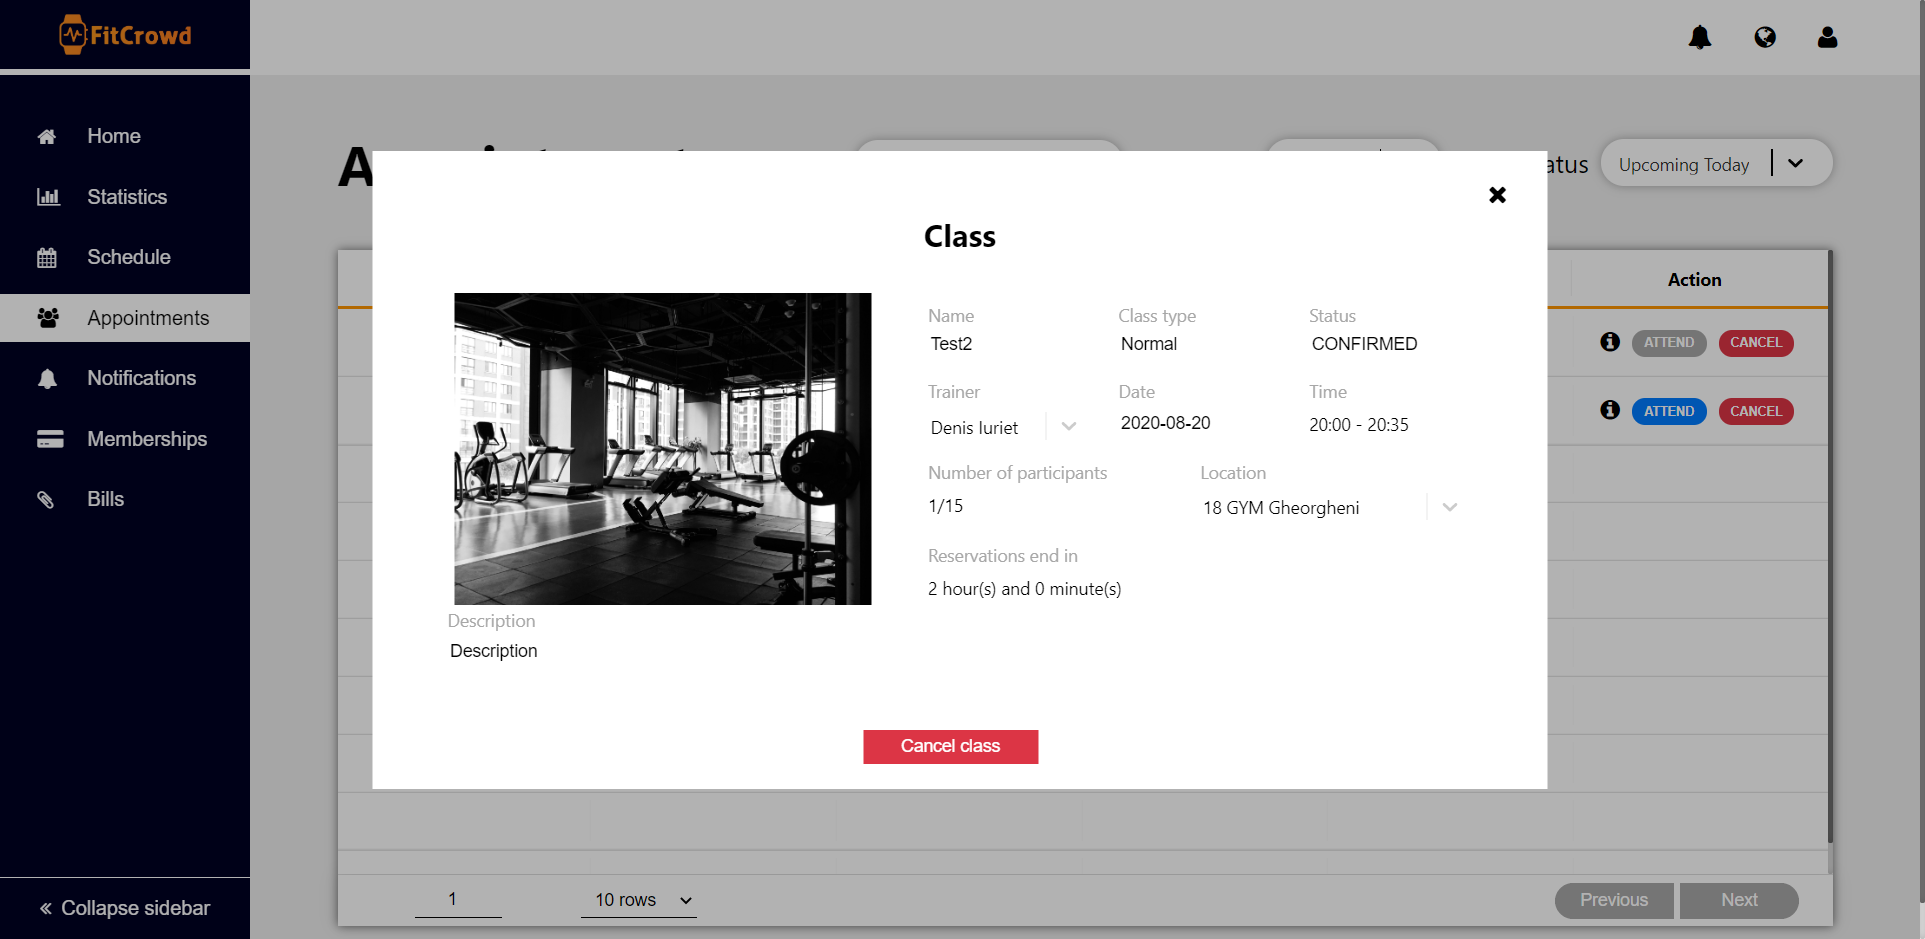 FitCrowd
Home
Statistics
Schedule
Appointments
Notifications
Memberships
Bills
Collapse sidebar
Upcoming Today
Action
ATTEND CANCEL
ATTEND CANCEL
Class
Name Class type Status
Test2 Normal CONFIRMED
Trainer Date Time
Denis Iuriet 2020-08-20 20:00 - 20:35
Number of participants Location
1/15 18 GYM Gheorgheni
Reservations end in
2 hour(s) and 0 minute(s)
Description
Description
Cancel class
1 10 rows Previous Next